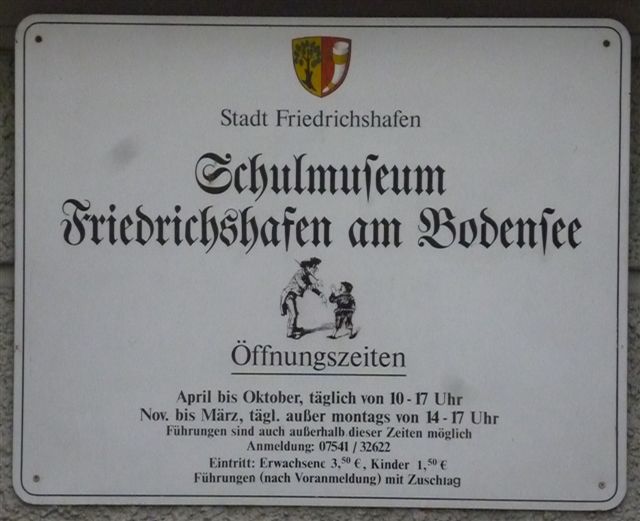 Stadt Friedrichshafen
Schulmuſeum
Friedrichshafen am Bodenſee
Öffnungszeiten
April bis Oktober, täglich von 10 - 17 Uhr
Nov. bis März, tägl. außer montags von 14 - 17 Uhr
Führungen sind auch außerhalb dieser Zeiten möglich
Anmeldung: 07541 / 32622
Eintritt: Erwachsene 3,50 €, Kinder 1,50 €
Führungen (nach Voranmeldung) mit Zuschlag